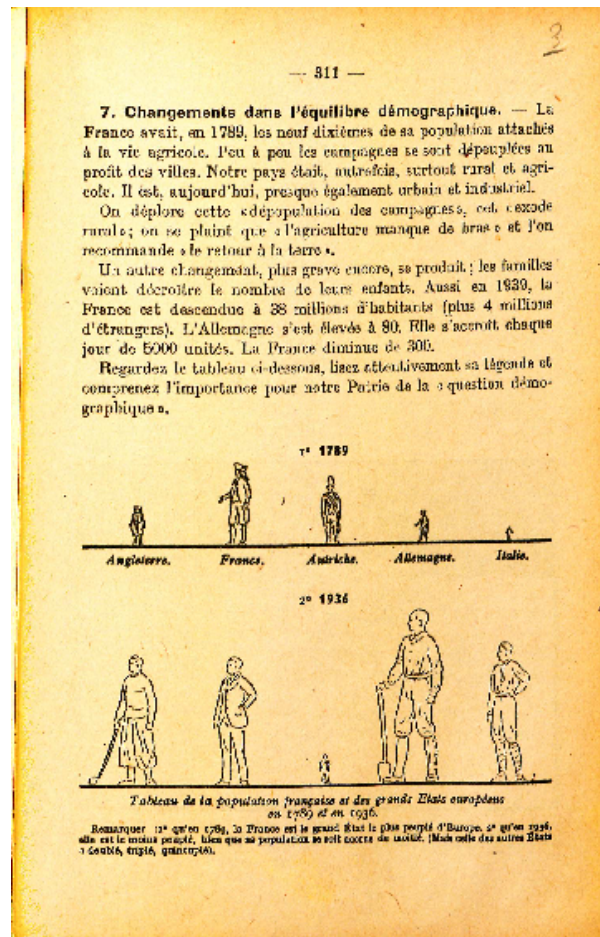 3
— 311 —
7. Changements dans l'équilibre démographique. — La
France avait, en 1789, les neuf dixièmes de sa population attachés
à la vie agricole. Peu à peu les campagnes se sont dépeuplées au
profit des villes. Notre pays était, autrefois, surtout rural et agri-
cole. Il est, aujourd'hui, presque également urbain et industriel.
On déplore cette « dépopulation des campagnes », cet « exode
rural » ; on se plaint que « l'agriculture manque de bras » et l'on
recommande « le retour à la terre ».
Un autre changement, plus grave encore, se produit ; les familles
voient décroître le nombre de leurs enfants. Aussi en 1939, la
France est descendue à 38 millions d'habitants (plus 4 millions
d'étrangers). L'Allemagne s'est élevée à 80. Elle s'accroît chaque
jour de 5000 unités. La France diminue de 300.
Regardez le tableau ci-dessous, lisez attentivement sa légende et
comprenez l'importance pour notre Patrie de la « question démo-
graphique ».
1° 1789
Angleterre. France. Autriche. Allemagne. Italie.
2° 1936
Tableau de la population française et des grands Etats européens
en 1789 et en 1936.
Remarquer 1° qu'en 1789, la France est le grand État le plus peuplé d'Europe. 2° qu'en 1936,
elle est le moins peuplé, bien que sa population se soit accrue de moitié. (Mais celle des autres États
a doublé, triplé, quintuplé).